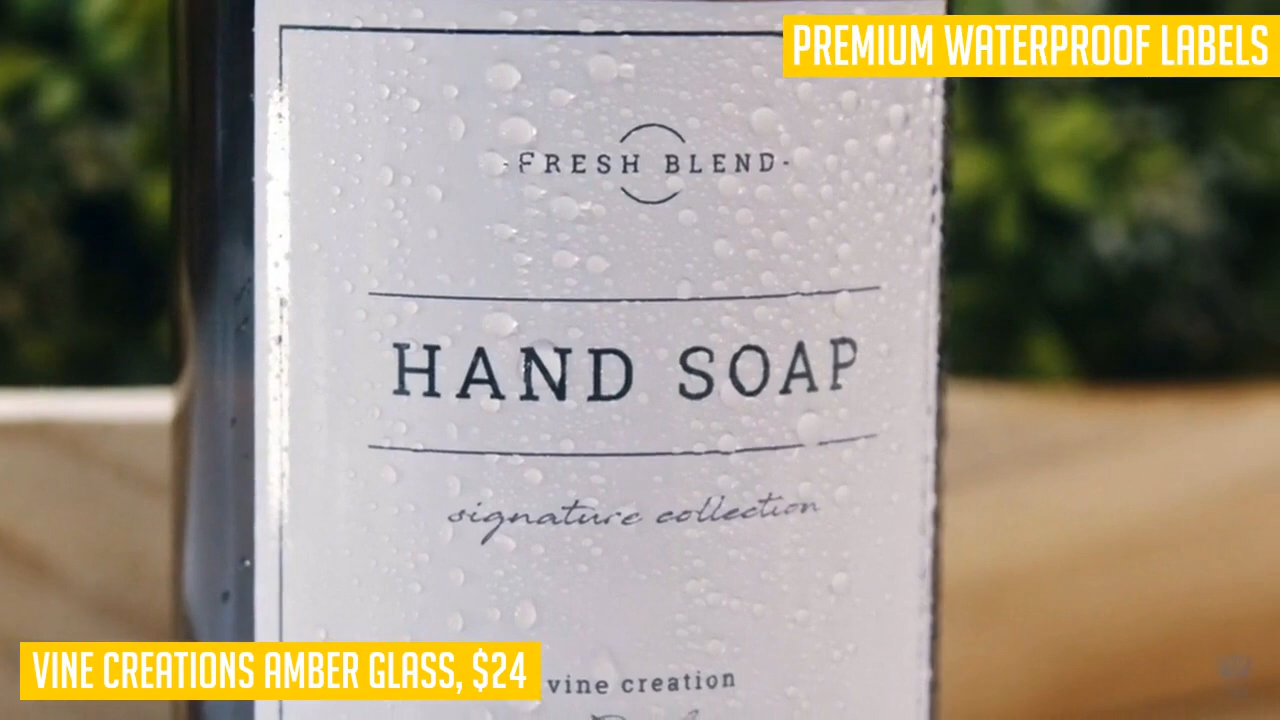 PREMIUM WATERPROOF LABELS
-FRESH BLEND-
HAND SOAP
signature collection
VINE CREATIONS AMBER GLASS, $24
vine creation